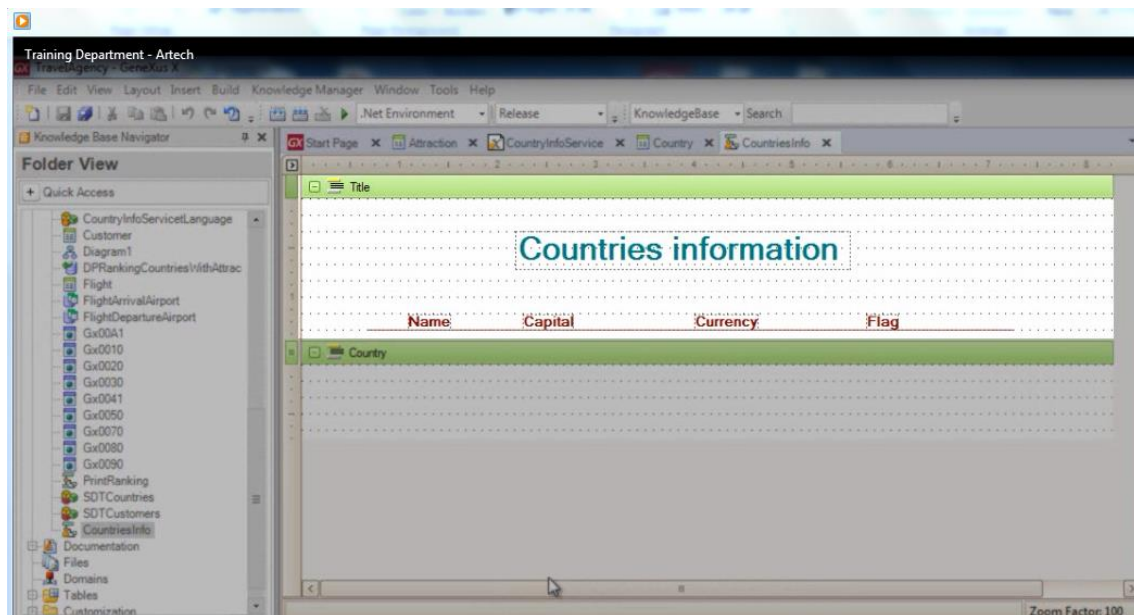 Training Department - Artech
TravelAgency - GeneXus X
File Edit View Layout Insert Build Knowledge Manager Window Tools Help
.Net Environment Release KnowledgeBase Search
Knowledge Base Navigator
Start Page Attraction CountryInfoService Country CountriesInfo
Folder View
Quick Access
Title
CountryInfoServicetLanguage
Customer
Diagram1
DPRankingCountriesWithAttrac
Flight
FlightArrivalAirport
FlightDepartureAirport
Gx00A1
Gx0010
Gx0020
Gx0030
Gx0041
Gx0050
Gx0070
Gx0080
Gx0090
PrintRanking
SDTCountries
SDTCustomers
CountriesInfo
Documentation
Files
Domains
Tables
Customization
Countries information
Name Capital Currency Flag
Country
Zoom Factor: 100